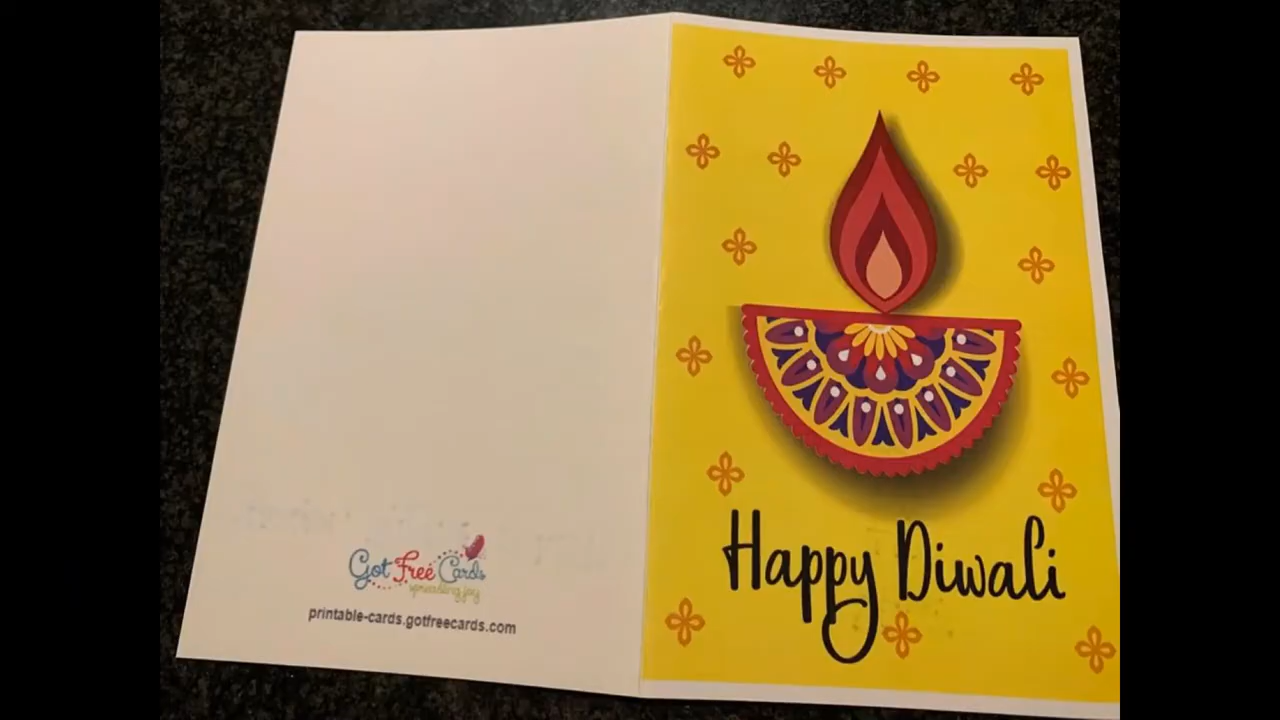 Got Free Cards
spreading joy
printable-cards.gotfreecards.com
Happy Diwali